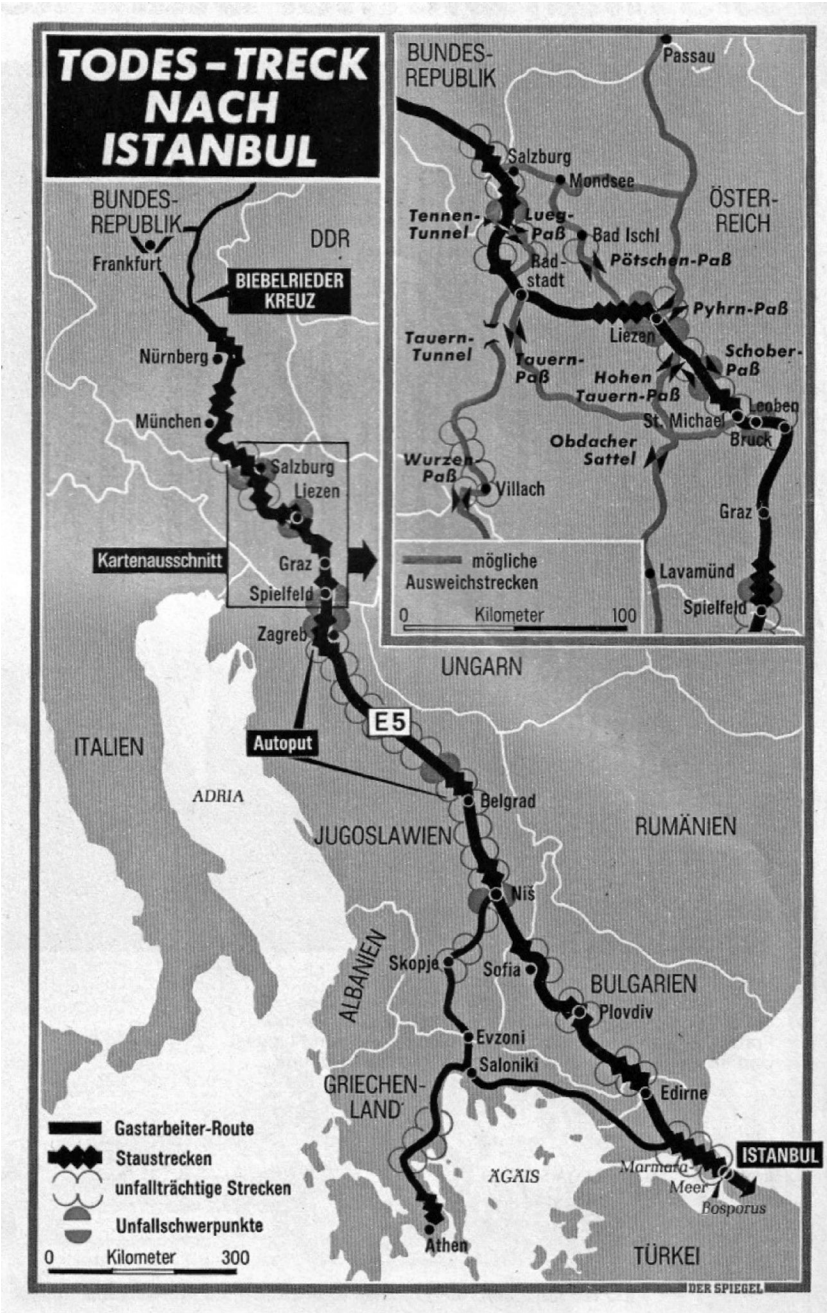 TODES-TRECK
NACH
ISTANBUL
BUNDES-
REPUBLIK
DDR
Frankfurt
BIEBELRIEDER
KREUZ
Nürnberg
München
Salzburg
Liezen
Kartenausschnitt
Graz
Spielfeld
Zagreb
UNGARN
E5
ITALIEN
Autoput
ADRIA
Belgrad
JUGOSLAWIEN
RUMÄNIEN
Niš
Skopje
Sofia
ALBANIEN
BULGARIEN
Plovdiv
Evzoni
Saloniki
GRIECHEN-
LAND
Edirne
ISTANBUL
Marmara-
Meer
Bosporus
ÄGÄIS
Athen
TÜRKEI
Gastarbeiter-Route
Staustrecken
unfallträchtige Strecken
Unfallschwerpunkte
0 Kilometer 300
BUNDES-
REPUBLIK
Passau
Salzburg
Mondsee
ÖSTER-
REICH
Tennen-
Tunnel
Lueg-
Paß
Bad Ischl
Rad-
stadt
Pötschen-Paß
Pyhrn-Paß
Liezen
Tauern-
Tunnel
Tauern-
Paß
Schober-
Paß
Hohen
Tauern-Paß
St. Michael
Leoben
Bruck
Obdacher
Sattel
Wurzen-
Paß
Villach
Graz
Lavamünd
Spielfeld
mögliche
Ausweichstrecken
0 Kilometer 100
DER SPIEGEL